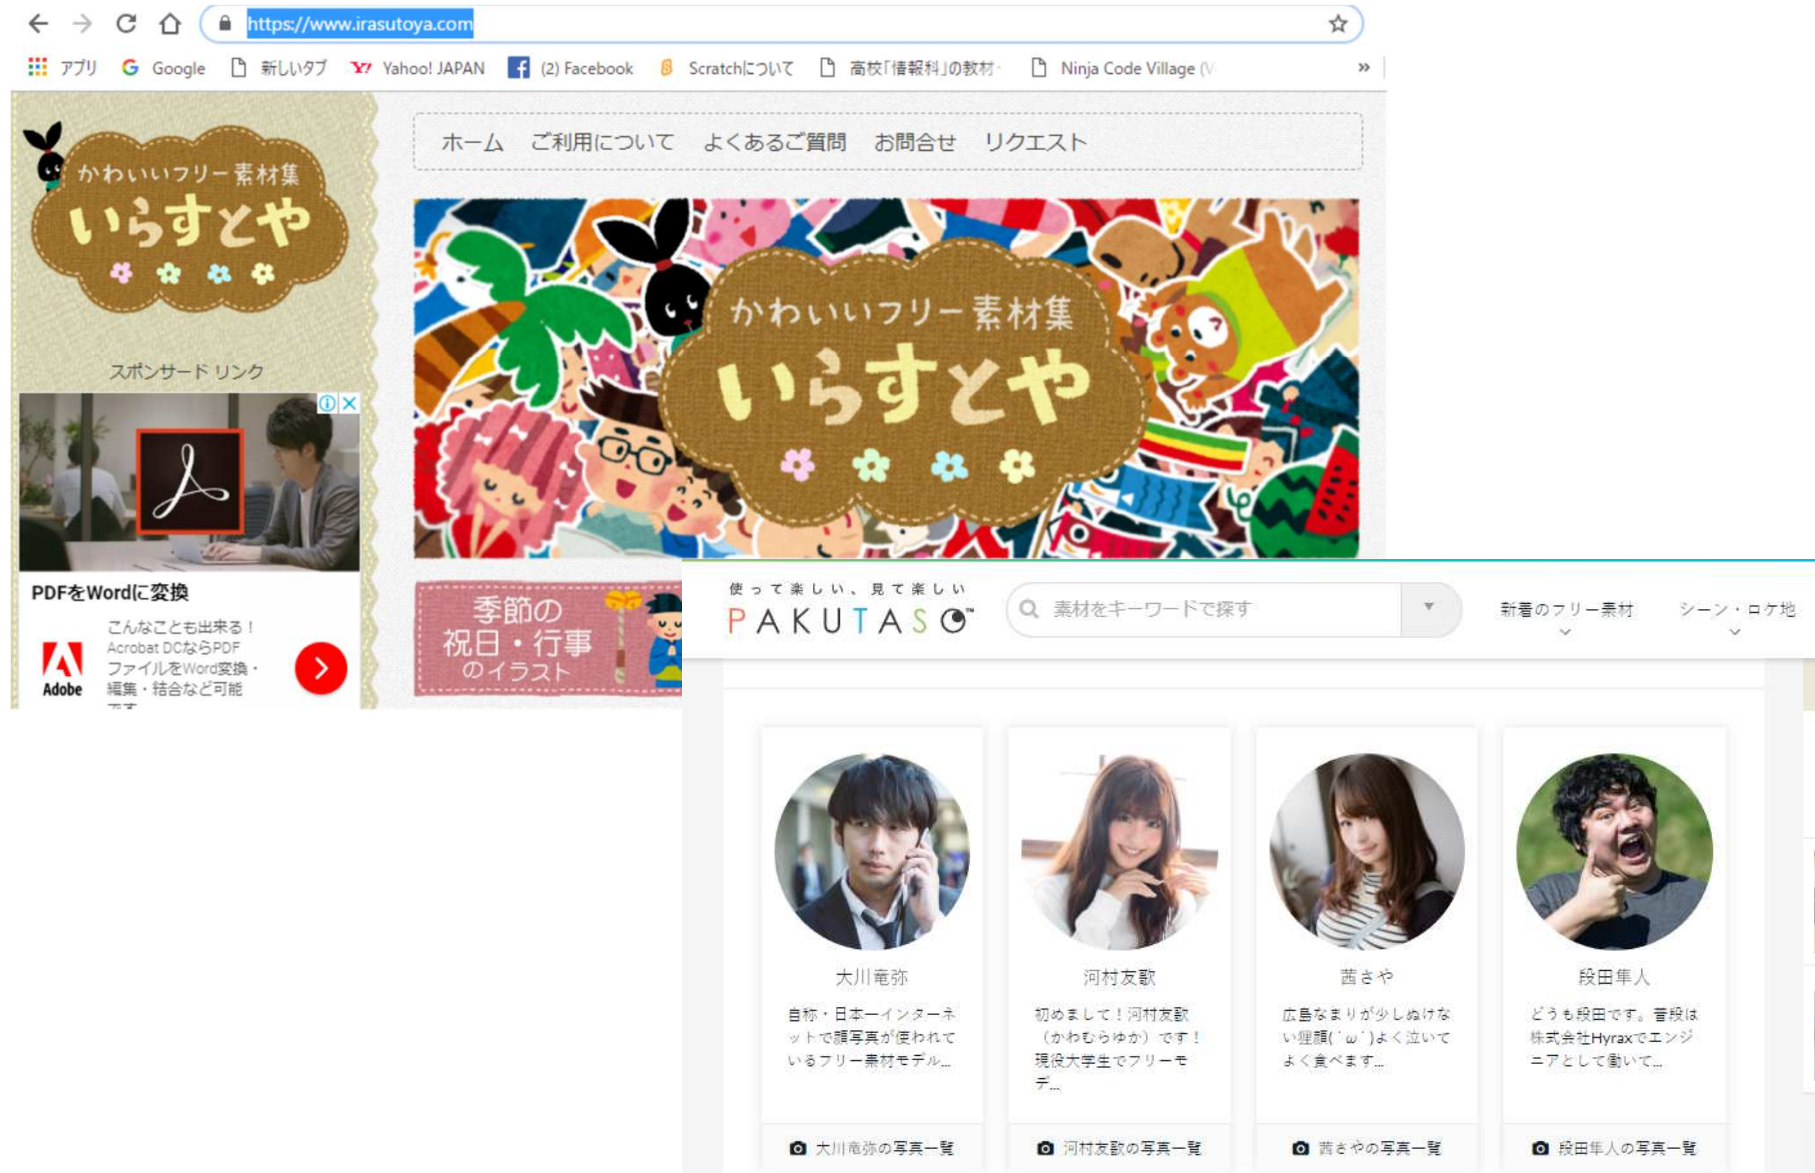 https://www.irasutoya.com
アプリ Google 新しいタブ Yahoo! JAPAN (2) Facebook Scratchについて 高校「情報科」の教材- Ninja Code Village (V »
かわいいフリー素材集
いらすとや
ホーム ご利用について よくあるご質問 お問合せ リクエスト
かわいいフリー素材集
いらすとや
スポンサード リンク
PDFをWordに変換
こんなことも出来る！
Acrobat DCならPDF
ファイルをWord変換・
編集・結合など可能
です
Adobe
季節の
祝日・行事
のイラスト
使って楽しい、見て楽しい
PAKUTASO™
素材をキーワードで探す
新着のフリー素材 シーン・ロケ地
大川竜弥
自称・日本一インターネ
ットで顔写真が使われて
いるフリー素材モデル...
大川竜弥の写真一覧
河村友歌
初めまして！河村友歌
（かわむらゆか）です！
現役大学生でフリーモ
デ...
河村友歌の写真一覧
茜さや
広島なまりが少しぬけな
い狸顔(´ω`)よく泣いて
よく食べます...
茜さやの写真一覧
段田隼人
どうも段田です。普段は
株式会社Hyraxでエンジ
ニアとして働いて...
段田隼人の写真一覧